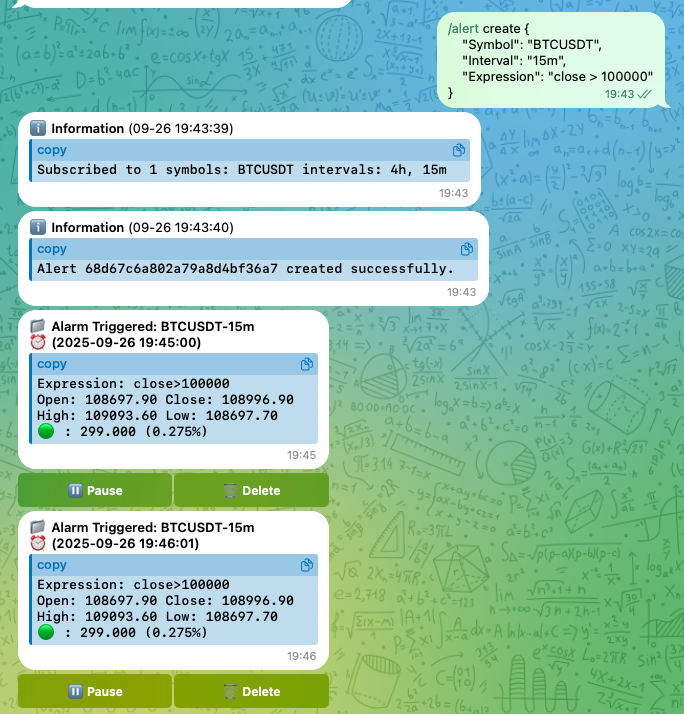 /alert create {
"Symbol": "BTCUSDT",
"Interval": "15m",
"Expression": "close > 100000"
}
19:43
Information (09-26 19:43:39)
copy
Subscribed to 1 symbols: BTCUSDT intervals: 4h, 15m
19:43
Information (09-26 19:43:40)
copy
Alert 68d67c6a802a79a8d4bf36a7 created successfully.
19:43
Alarm Triggered: BTCUSDT-15m
(2025-09-26 19:45:00)
copy
Expression: close>100000
Open: 108697.90 Close: 108996.90
High: 109093.60 Low: 108697.70
: 299.000 (0.275%)
19:45
Pause
Delete
Alarm Triggered: BTCUSDT-15m
(2025-09-26 19:46:01)
copy
Expression: close>100000
Open: 108697.90 Close: 108996.90
High: 109093.60 Low: 108697.70
: 299.000 (0.275%)
19:46
Pause
Delete